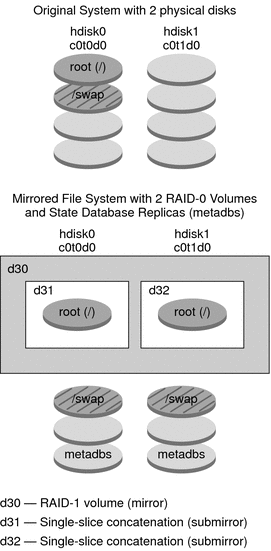 Original System with 2 physical disks
hdisk0 hdisk1
c0t0d0 c0t1d0
root (/)
/swap
Mirrored File System with 2 RAID-0 Volumes
and State Database Replicas (metadbs)
hdisk0 hdisk1
c0t0d0 c0t1d0
d30
d31 d32
root (/) root (/)
/swap /swap
metadbs metadbs
d30 — RAID-1 volume (mirror)
d31 — Single-slice concatenation (submirror)
d32 — Single-slice concatenation (submirror)